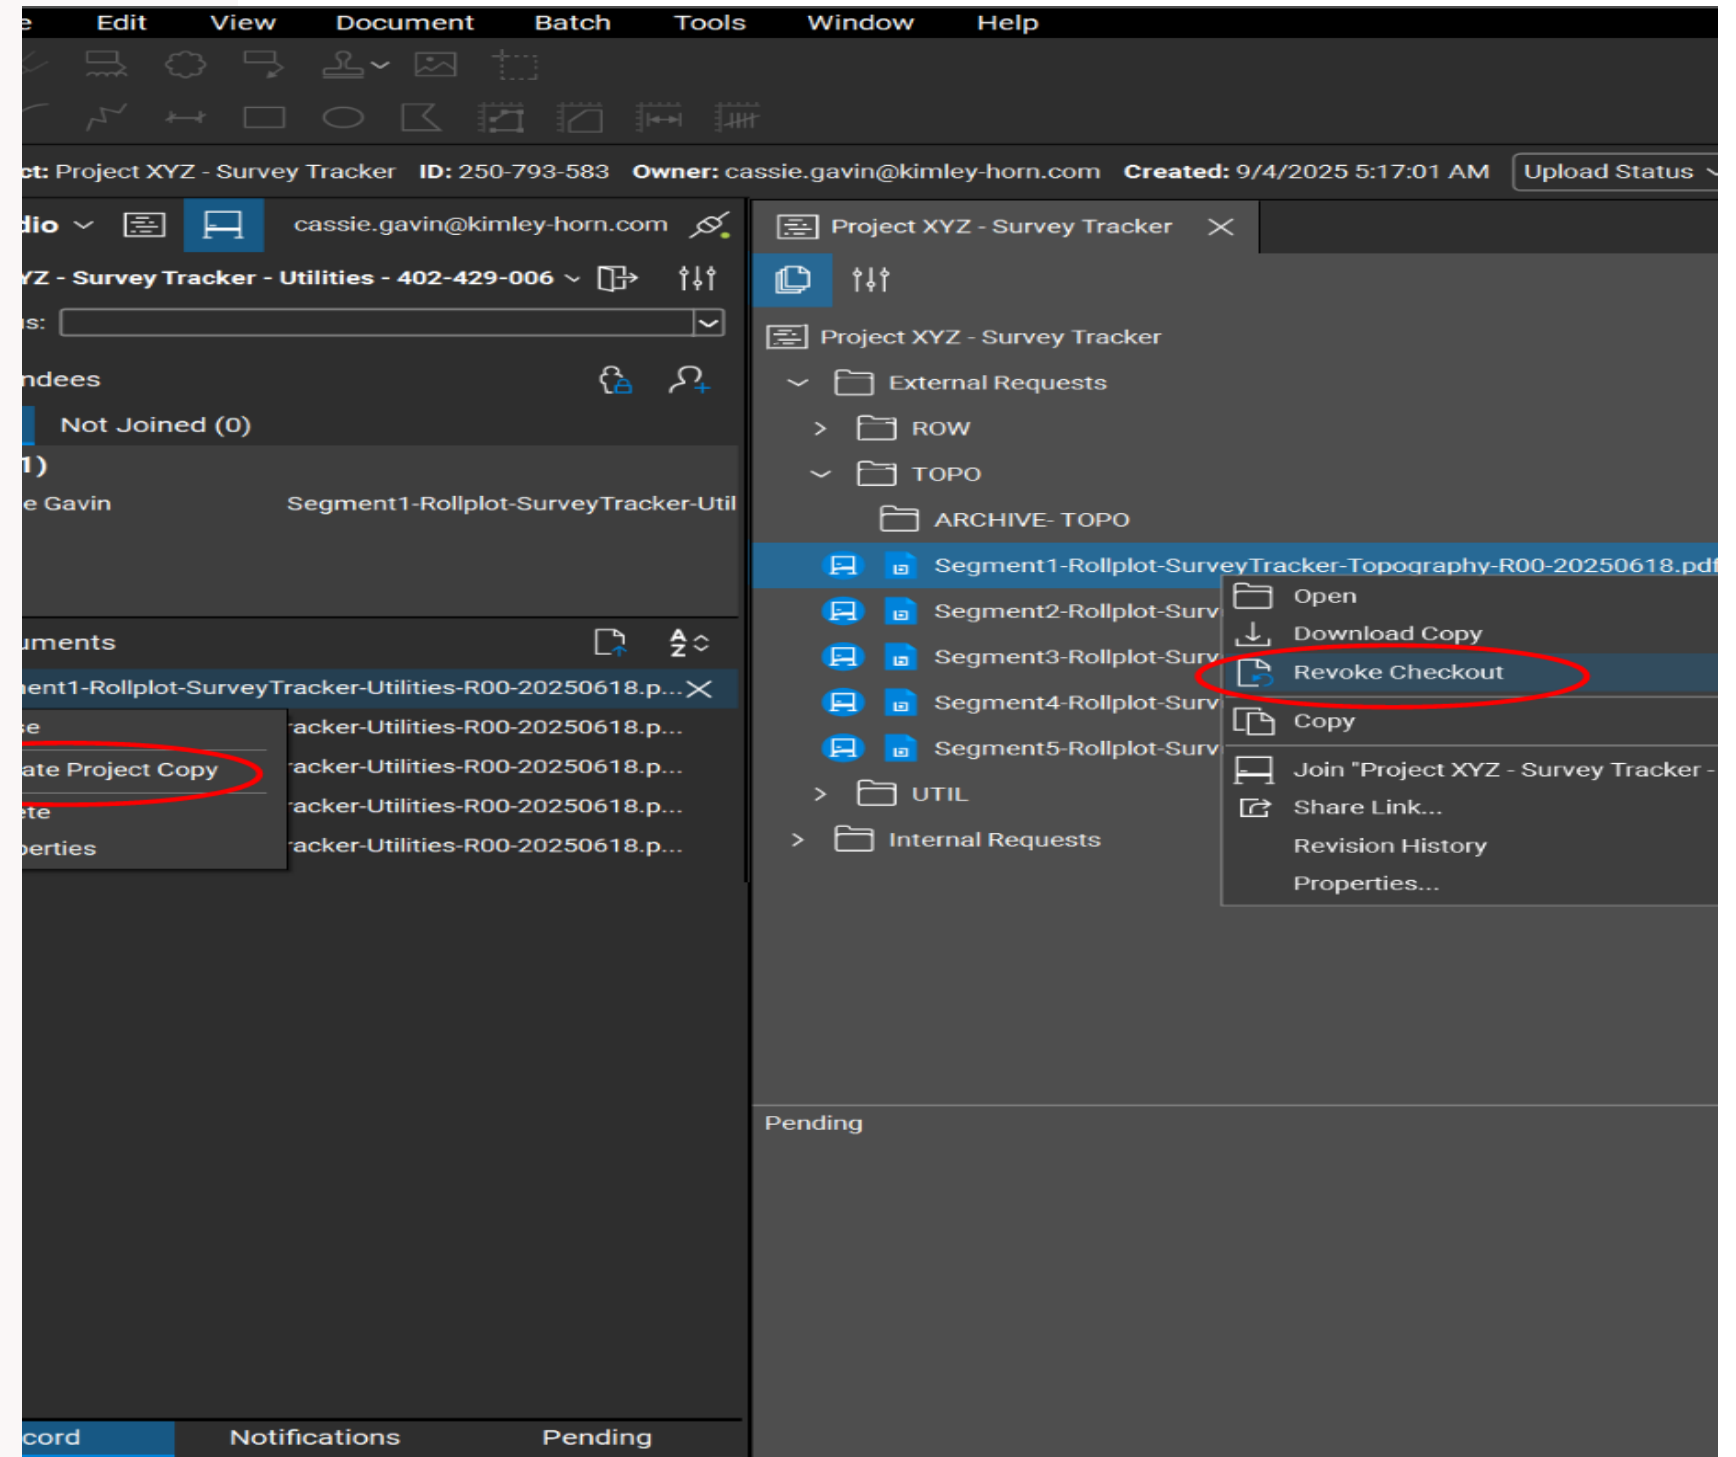 Edit View Document Batch Tools Window Help
ct: Project XYZ - Survey Tracker ID: 250-793-583 Owner: cassie.gavin@kimley-horn.com Created: 9/4/2025 5:17:01 AM Upload Status
dio cassie.gavin@kimley-horn.com
YZ - Survey Tracker - Utilities - 402-429-006
s:
ndees
Not Joined (0)
1)
e Gavin Segment1-Rollplot-SurveyTracker-Util
uments
ent1-Rollplot-SurveyTracker-Utilities-R00-20250618.p...
se
racker-Utilities-R00-20250618.p...
ate Project Copy
racker-Utilities-R00-20250618.p...
ete
racker-Utilities-R00-20250618.p...
perties
racker-Utilities-R00-20250618.p...
cord Notifications Pending
Project XYZ - Survey Tracker
Project XYZ - Survey Tracker
External Requests
ROW
TOPO
ARCHIVE- TOPO
Segment1-Rollplot-SurveyTracker-Topography-R00-20250618.pdf
Segment2-Rollplot-Surv
Segment3-Rollplot-Surv
Segment4-Rollplot-Surv
Segment5-Rollplot-Surv
UTIL
Internal Requests
Open
Download Copy
Revoke Checkout
Copy
Join "Project XYZ - Survey Tracker -
Share Link...
Revision History
Properties...
Pending